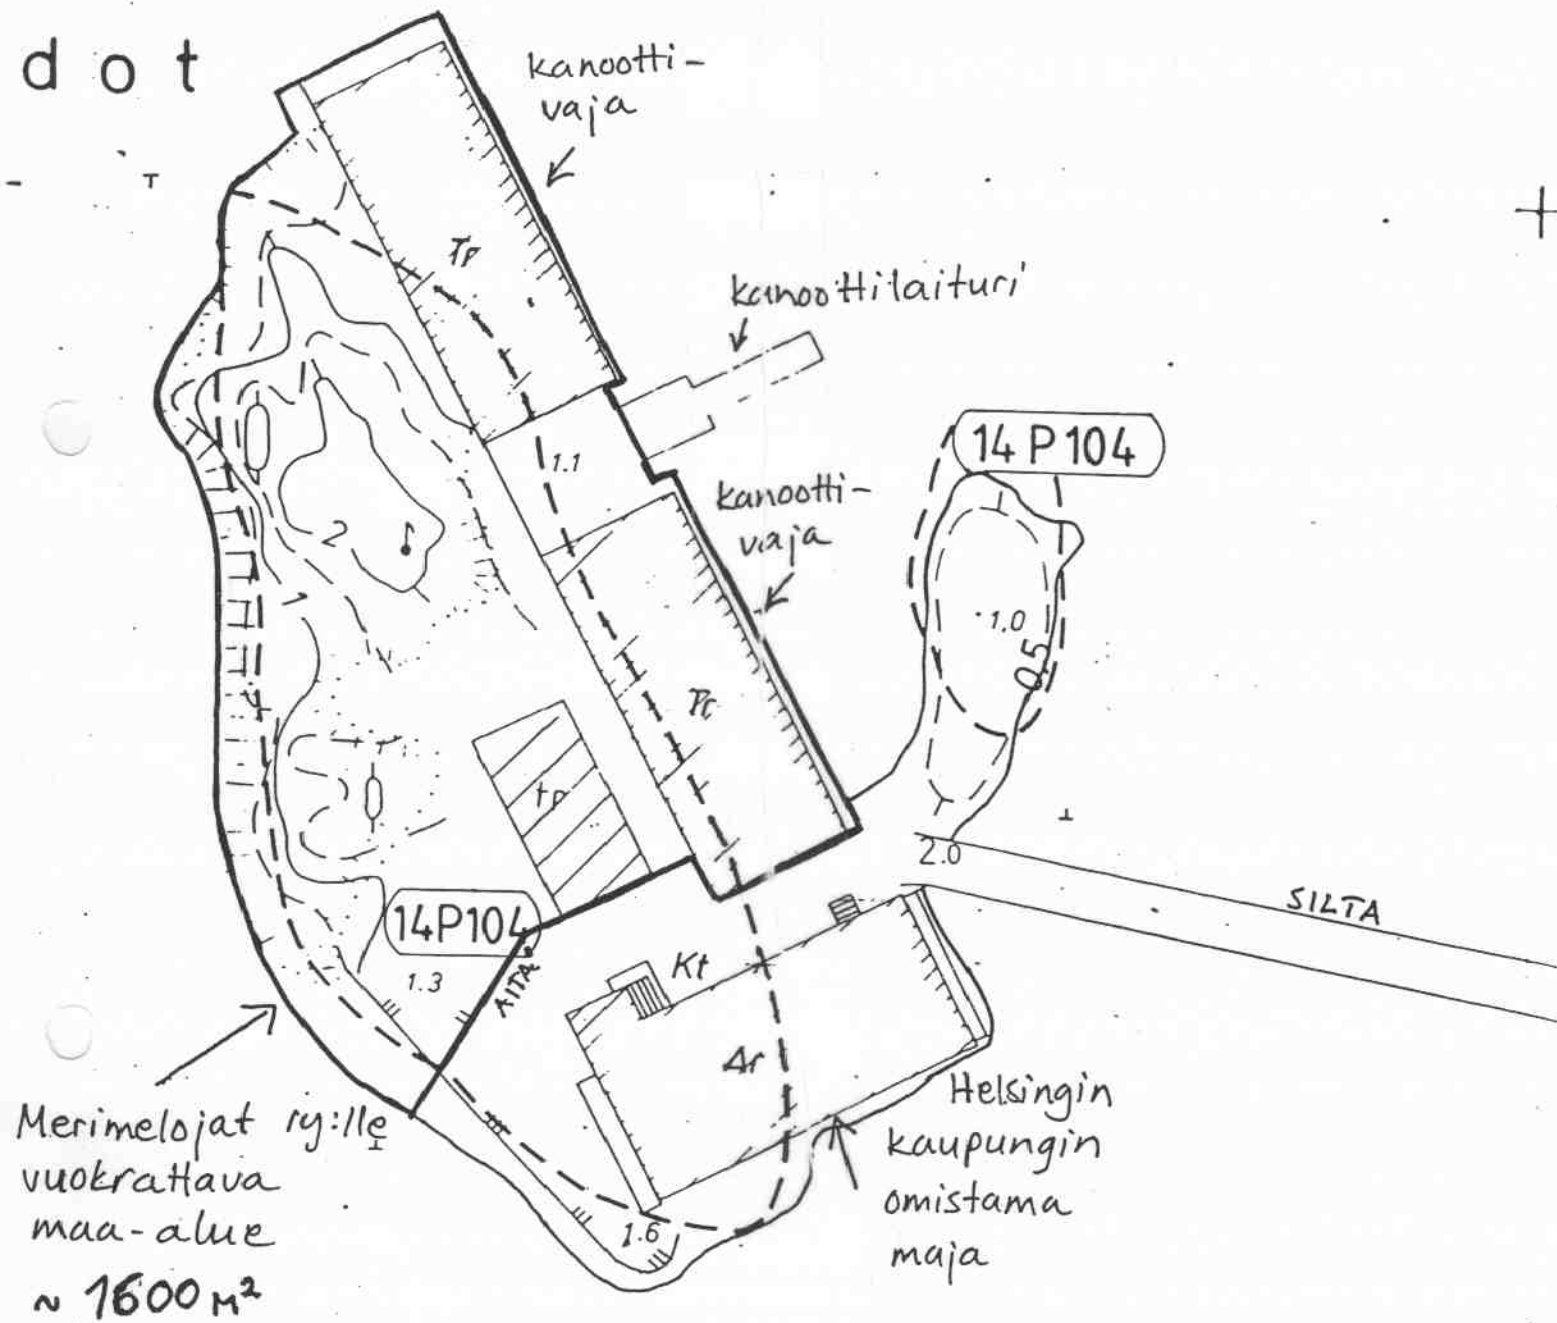 dot
kanootti-
vaja
Tp
kanoottilaituri
14 P 104
1.1
kanootti-
vaja
2
1
1.0
0.5
tp
2.0
SILTA
14P104
1.3
AITA
Kt
Ar
Merimelojat ry:lle
vuokrattava
maa-alue
~ 1600 m²
Helsingin
kaupungin
omistama
maja
1.6